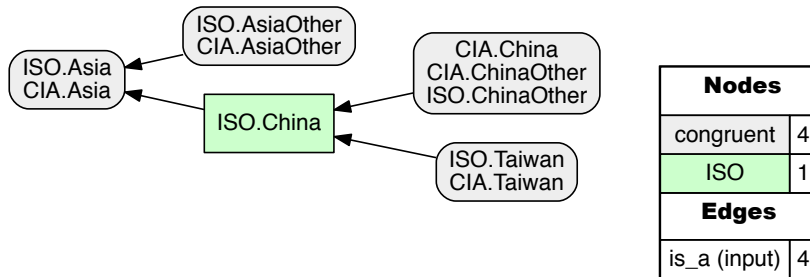 ISO.Asia
CIA.Asia
ISO.AsiaOther
CIA.AsiaOther
ISO.China
CIA.China
CIA.ChinaOther
ISO.ChinaOther
ISO.Taiwan
CIA.Taiwan
Nodes
congruent 4
ISO 1
Edges
is_a (input) 4